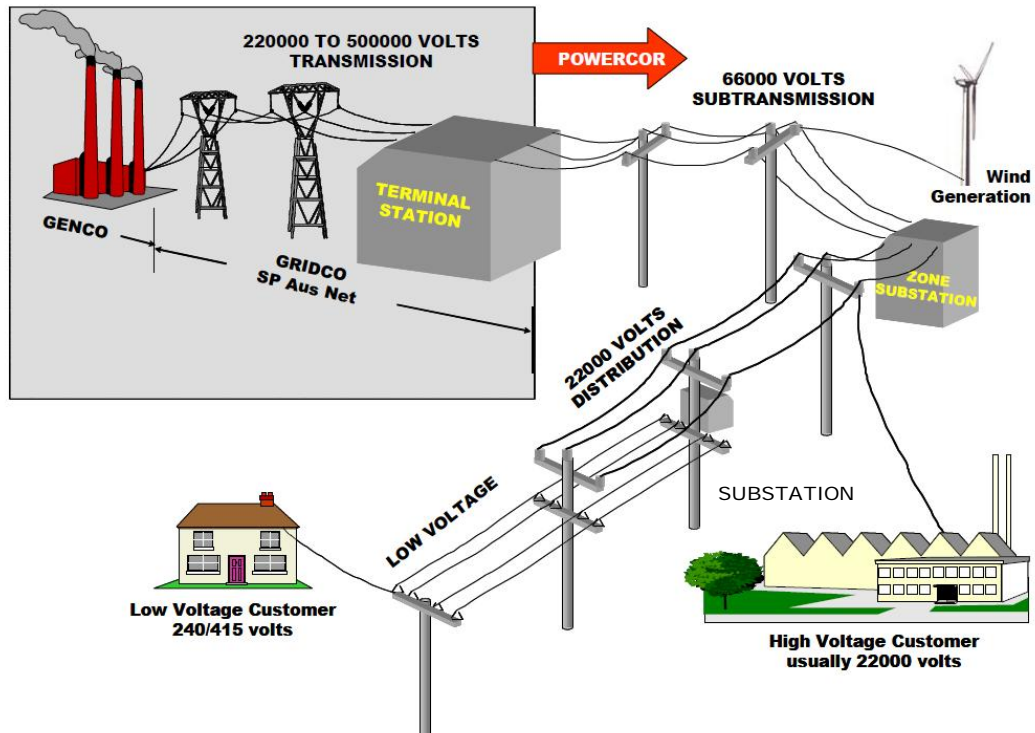 220000 TO 500000 VOLTS
TRANSMISSION
POWERCOR
66000 VOLTS
SUBTRANSMISSION
TERMINAL
STATION
Wind
Generation
GENCO
GRIDCO
SP Aus Net
ZONE
SUBSTATION
22000 VOLTS
DISTRIBUTION
SUBSTATION
LOW VOLTAGE
Low Voltage Customer
240/415 volts
High Voltage Customer
usually 22000 volts